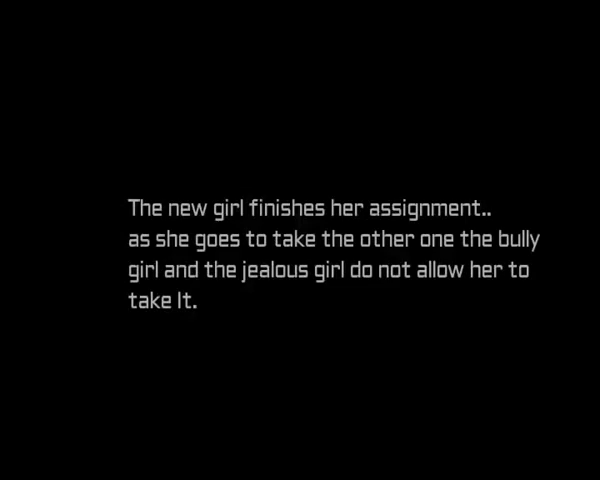 The new girl finishes her assignment..
as she goes to take the other one the bully
girl and the jealous girl do not allow her to
take It.